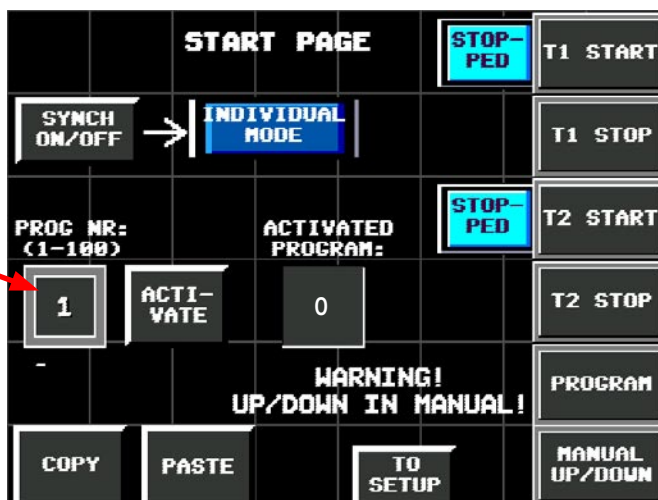 START PAGE
STOP-
PED
T1 START
SYNCH
ON/OFF
INDIVIDUAL
MODE
T1 STOP
PROG NR:
(1-100)
ACTIVATED
PROGRAM:
STOP-
PED
T2 START
1
ACTI-
VATE
0
T2 STOP
-
WARNING!
UP/DOWN IN MANUAL!
PROGRAM
COPY
PASTE
TO
SETUP
MANUAL
UP/DOWN